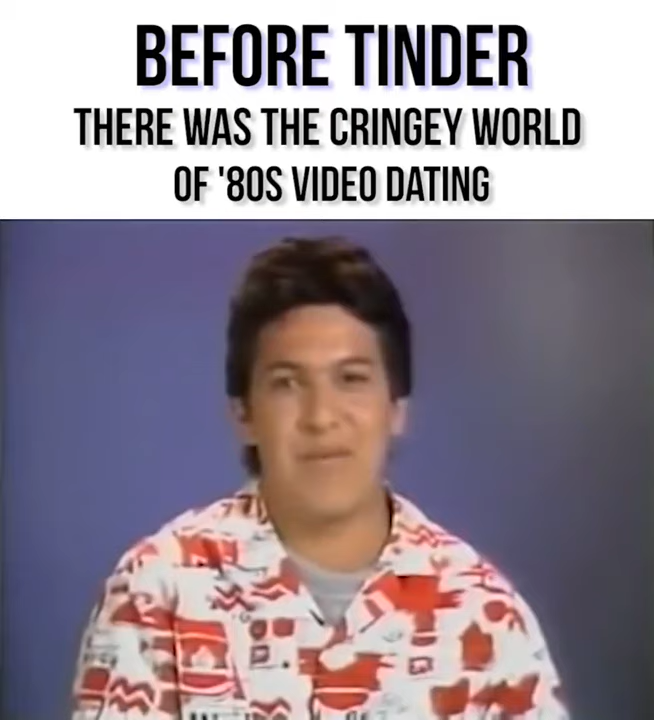 BEFORE TINDER
THERE WAS THE CRINGEY WORLD
OF '80S VIDEO DATING